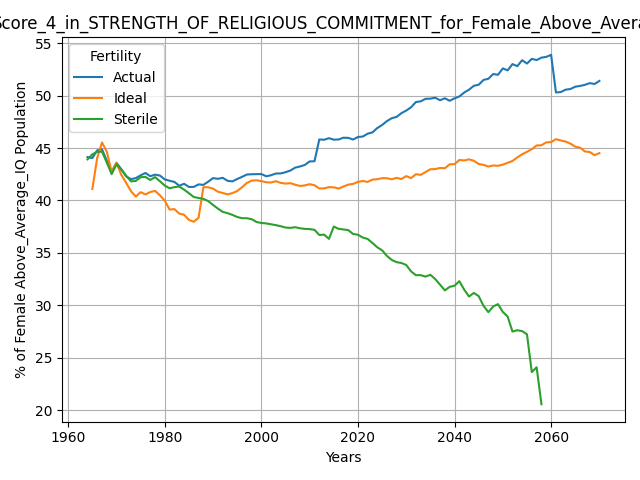 Score_4_in_STRENGTH_OF_RELIGIOUS_COMMITMENT_for_Female_Above_Avera
Fertility
Actual
Ideal
Sterile
% of Female Above_Average_IQ Population
55
50
45
40
35
30
25
20
1960
1980
2000
2020
2040
2060
Years